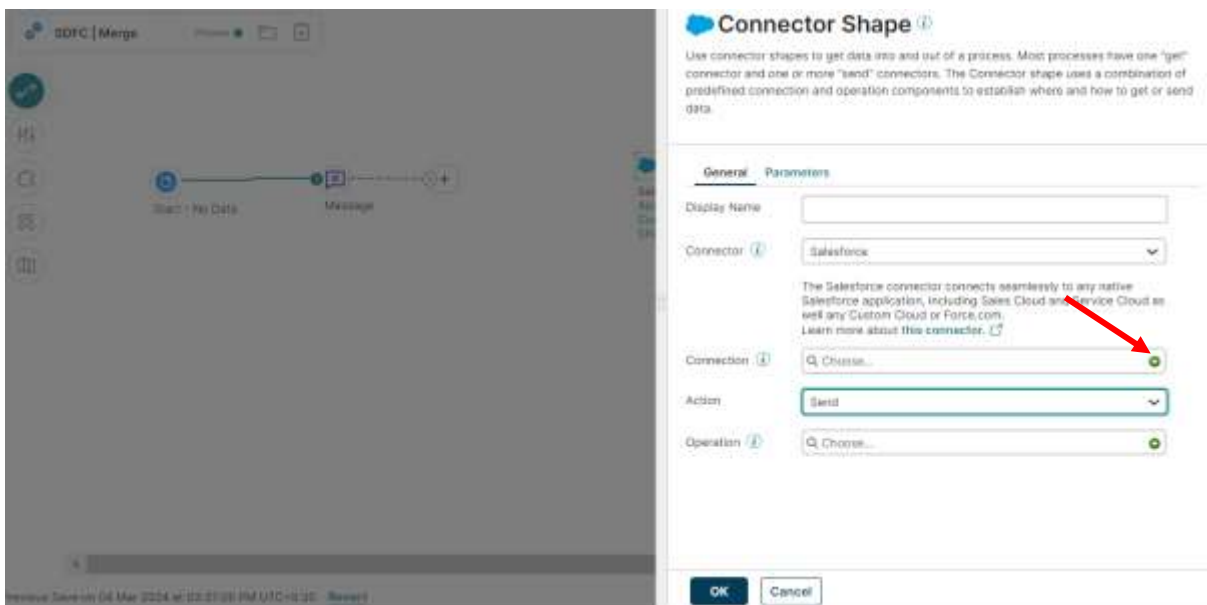 SDFC | Merge
Connector Shape
Use connector shapes to get data into and out of a process. Most processes have one "get"
connector and one or more "send" connectors. The Connector shape uses a combination of
predefined connection and operation components to establish where and how to get or send
data.
General Parameters
Start - No Data
Message
Display Name
Connector
Salesforce
The Salesforce connector connects seamlessly to any native
Salesforce application, including Sales Cloud and Service Cloud as
well any Custom Cloud or Force.com.
Learn more about this connector.
Connection
Choose...
Action
Send
Operation
Choose...
OK Cancel
Revert